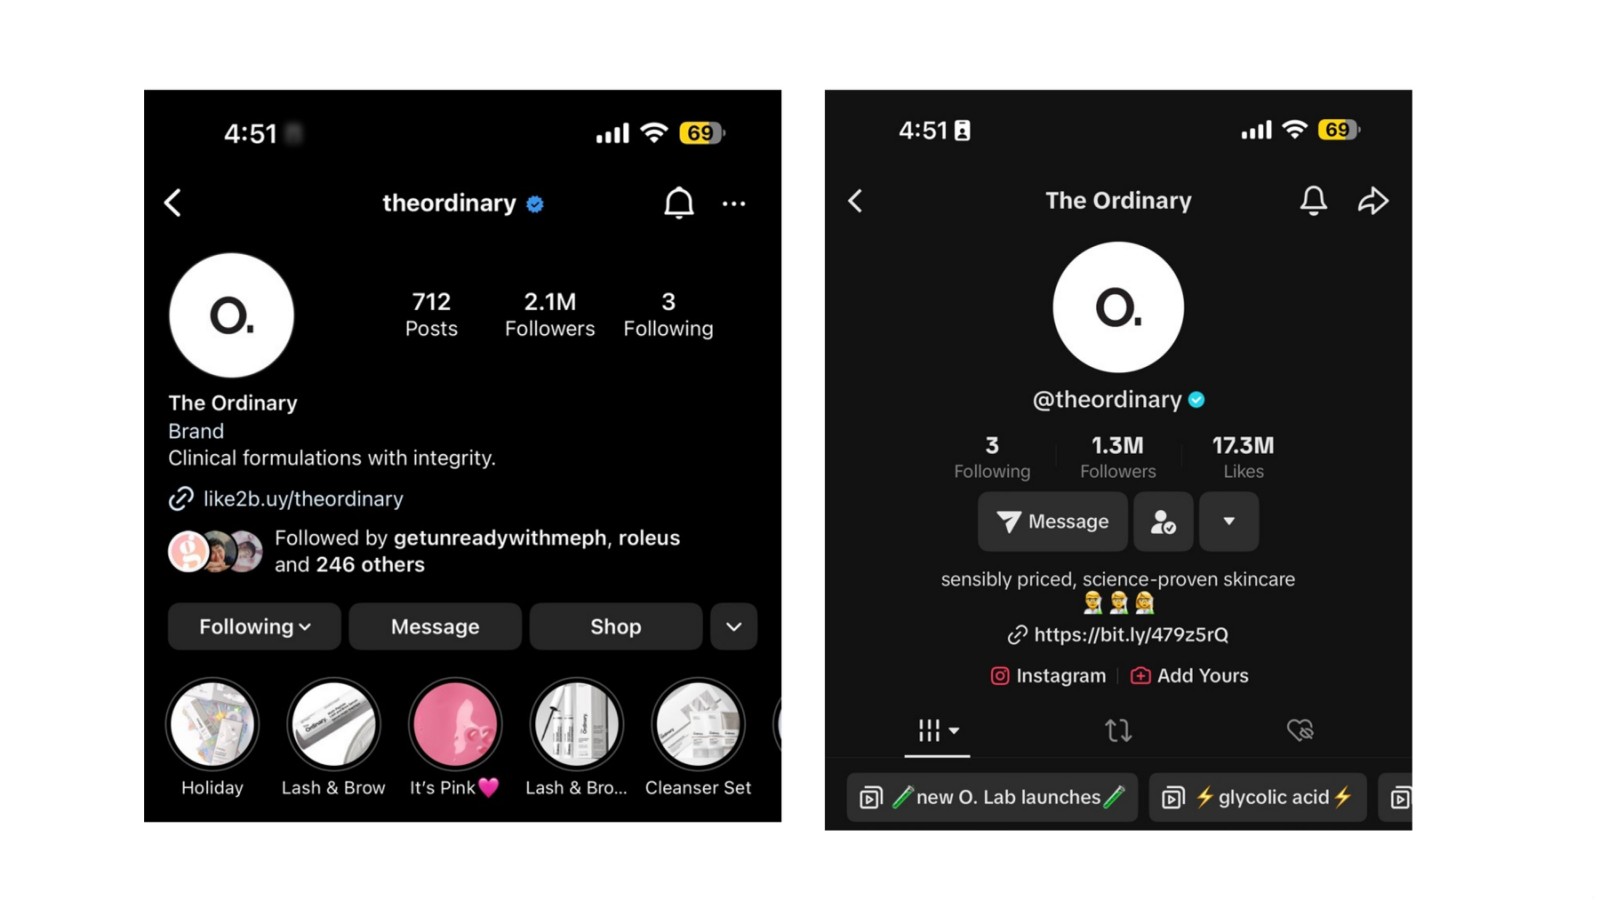 4:51
69
theordinary
O.
712
Posts
2.1M
Followers
3
Following
The Ordinary
Brand
Clinical formulations with integrity.
like2b.uy/theordinary
Followed by getunreadywithmeph, roleus
and 246 others
Following
Message
Shop
Holiday
Lash & Brow
It's Pink🩷
Lash & Bro...
Cleanser Set
4:51
69
The Ordinary
O.
@theordinary
3
Following
1.3M
Followers
17.3M
Likes
Message
sensibly priced, science-proven skincare
👨‍🔬👨‍🔬👩‍🔬
https://bit.ly/479z5rQ
Instagram
Add Yours
🧪new O. Lab launches🧪
⚡glycolic acid⚡